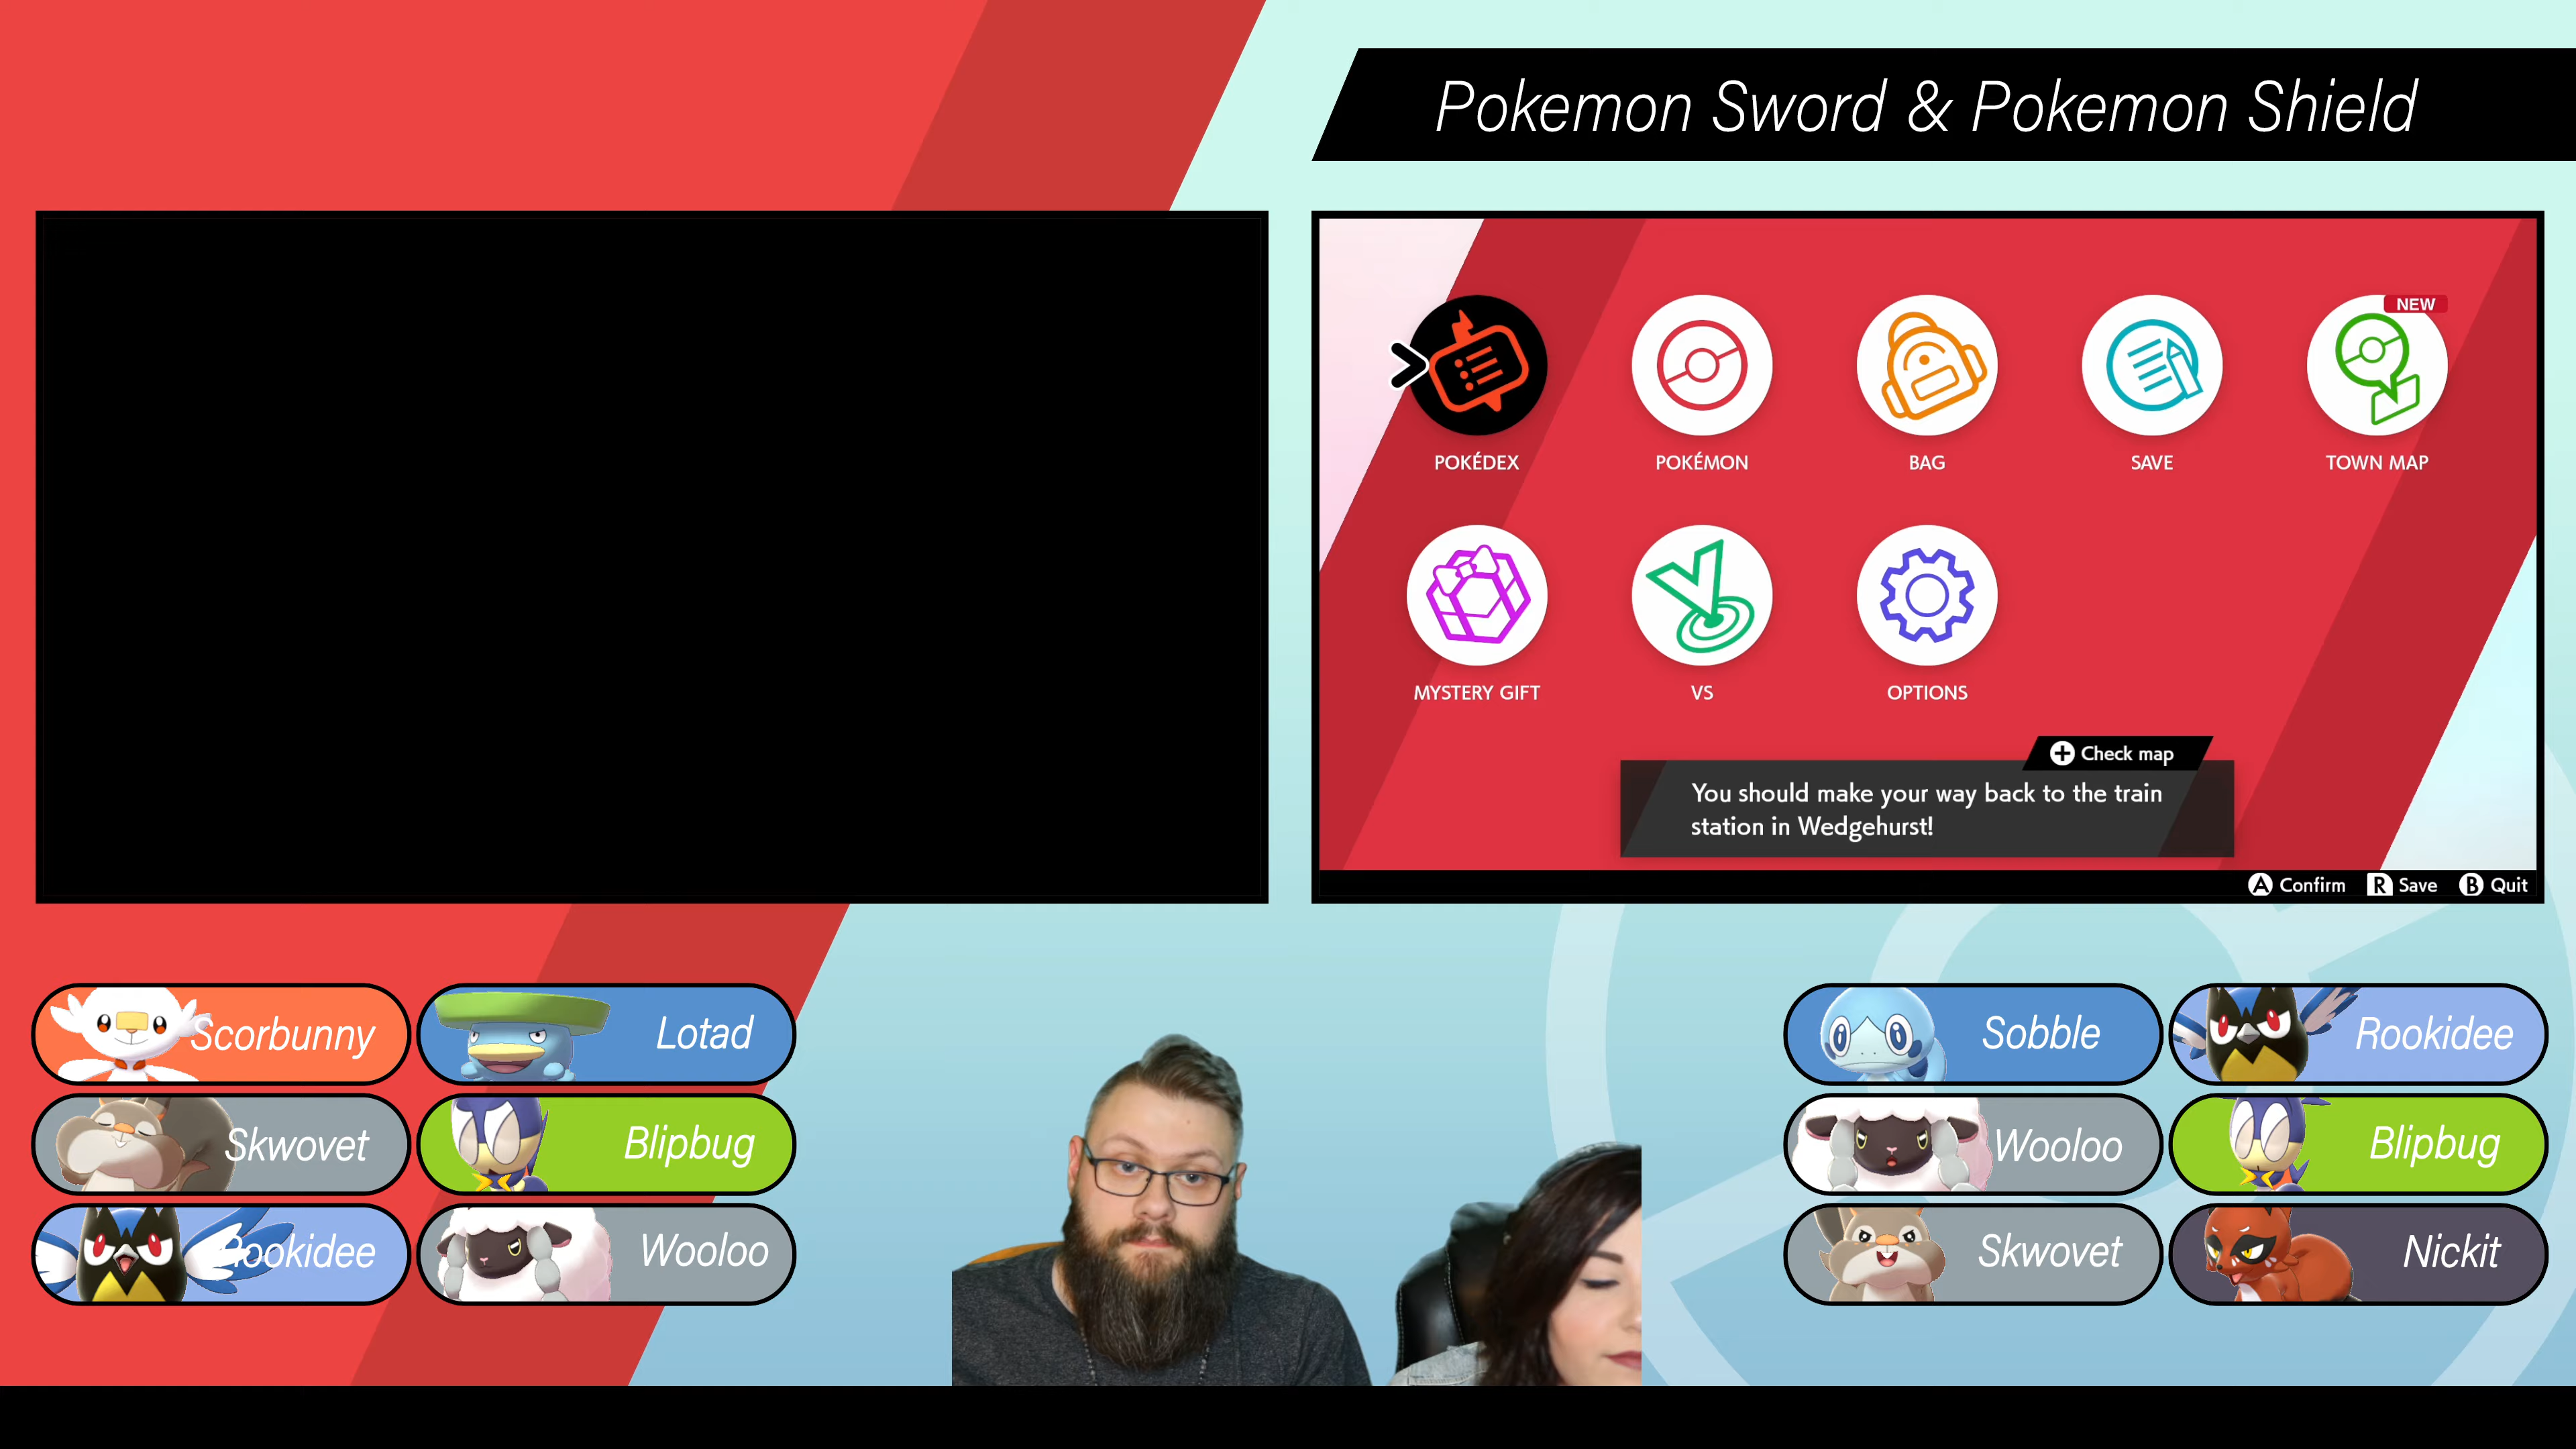 Pokemon Sword & Pokemon Shield
NEW
POKÉDEX
POKÉMON
BAG
SAVE
TOWN MAP
MYSTERY GIFT
VS
OPTIONS
Check map
You should make your way back to the train
station in Wedgehurst!
A Confirm R Save B Quit
Scorbunny
Lotad
Skwovet
Blipbug
Rookidee
Wooloo
Sobble
Rookidee
Wooloo
Blipbug
Skwovet
Nickit